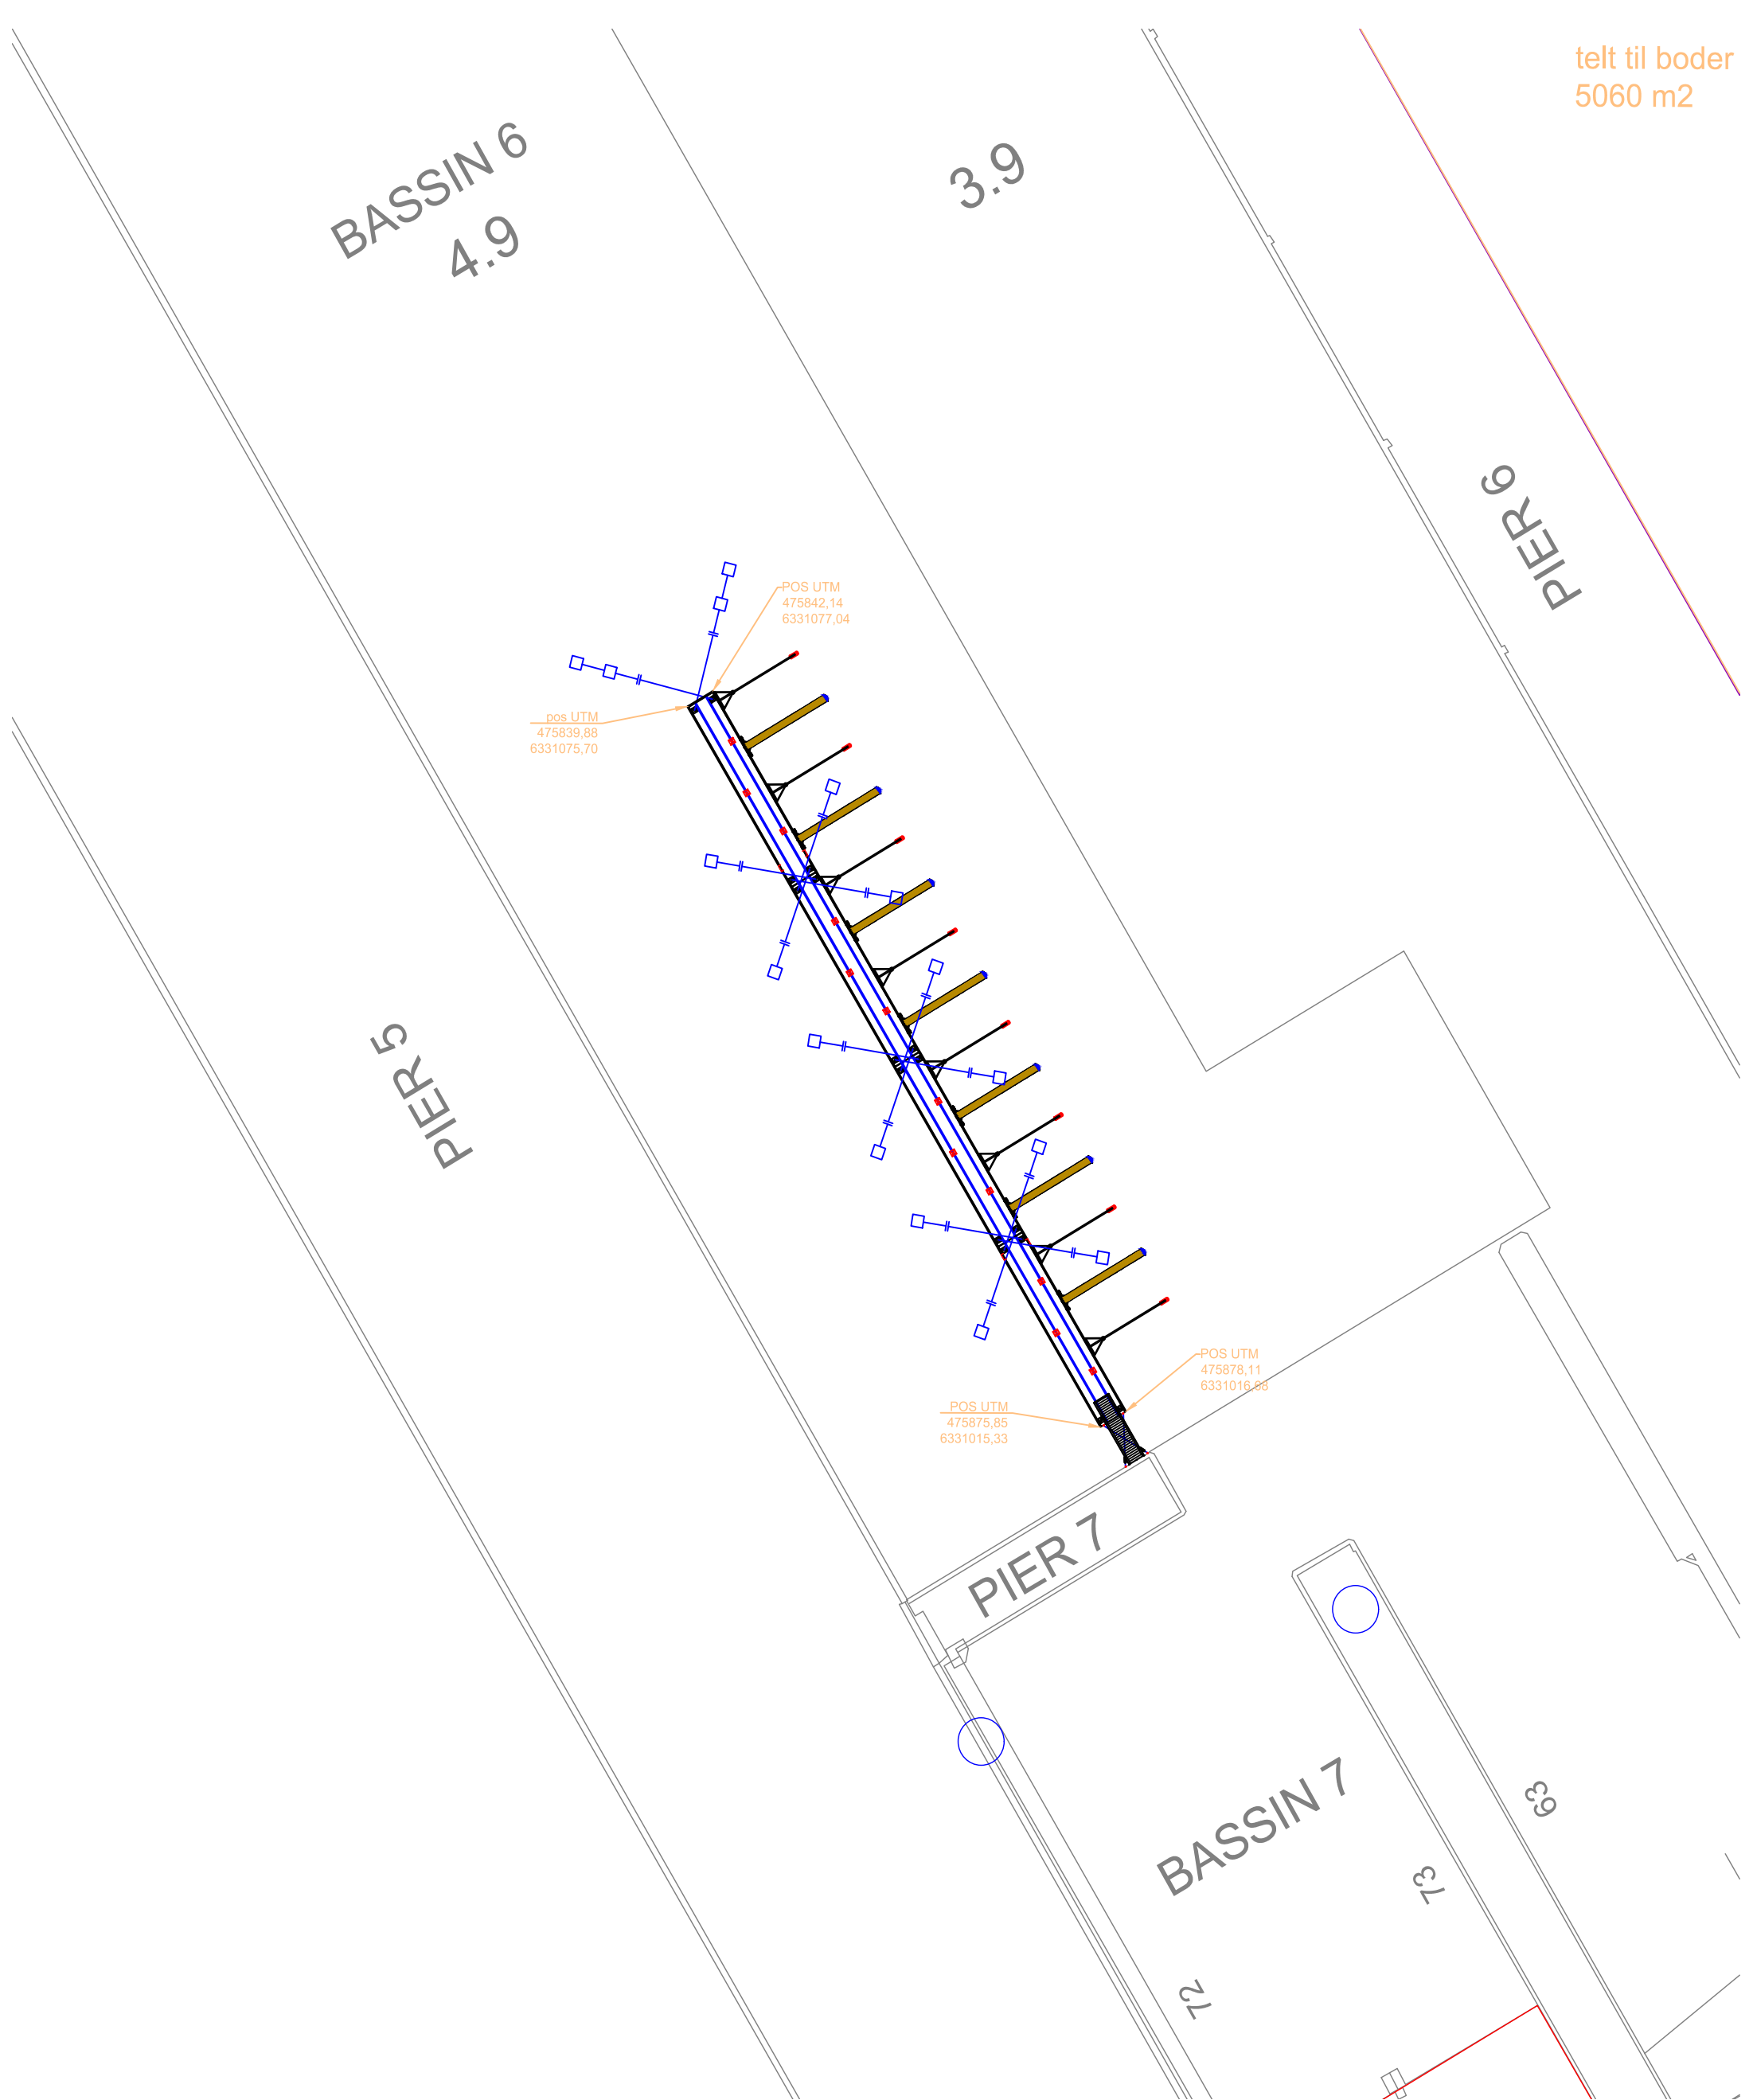 telt til boder
5060 m2
BASSIN 6
4.9
3.9
PIER 6
POS UTM
475842,14
6331077,04
pos UTM
475839,88
6331075,70
PIER 5
POS UTM
475878,11
6331016,68
POS UTM
475875,85
6331015,33
PIER 7
BASSIN 7
63
73
72